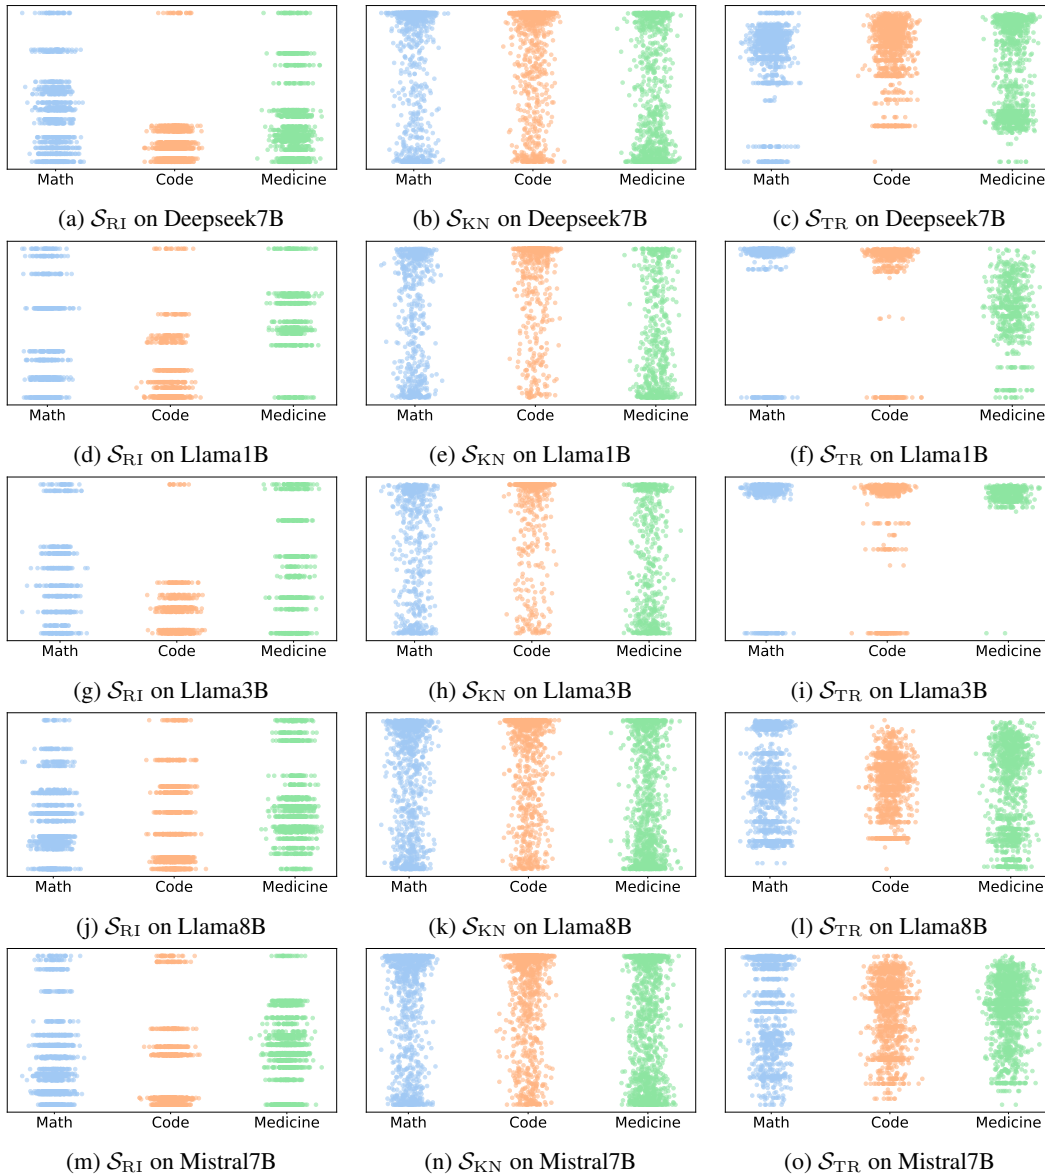 Math Code Medicine Math Code Medicine Math Code Medicine
(a) S_RI on Deepseek7B (b) S_KN on Deepseek7B (c) S_TR on Deepseek7B
Math Code Medicine Math Code Medicine Math Code Medicine
(d) S_RI on Llama1B (e) S_KN on Llama1B (f) S_TR on Llama1B
Math Code Medicine Math Code Medicine Math Code Medicine
(g) S_RI on Llama3B (h) S_KN on Llama3B (i) S_TR on Llama3B
Math Code Medicine Math Code Medicine Math Code Medicine
(j) S_RI on Llama8B (k) S_KN on Llama8B (l) S_TR on Llama8B
Math Code Medicine Math Code Medicine Math Code Medicine
(m) S_RI on Mistral7B (n) S_KN on Mistral7B (o) S_TR on Mistral7B